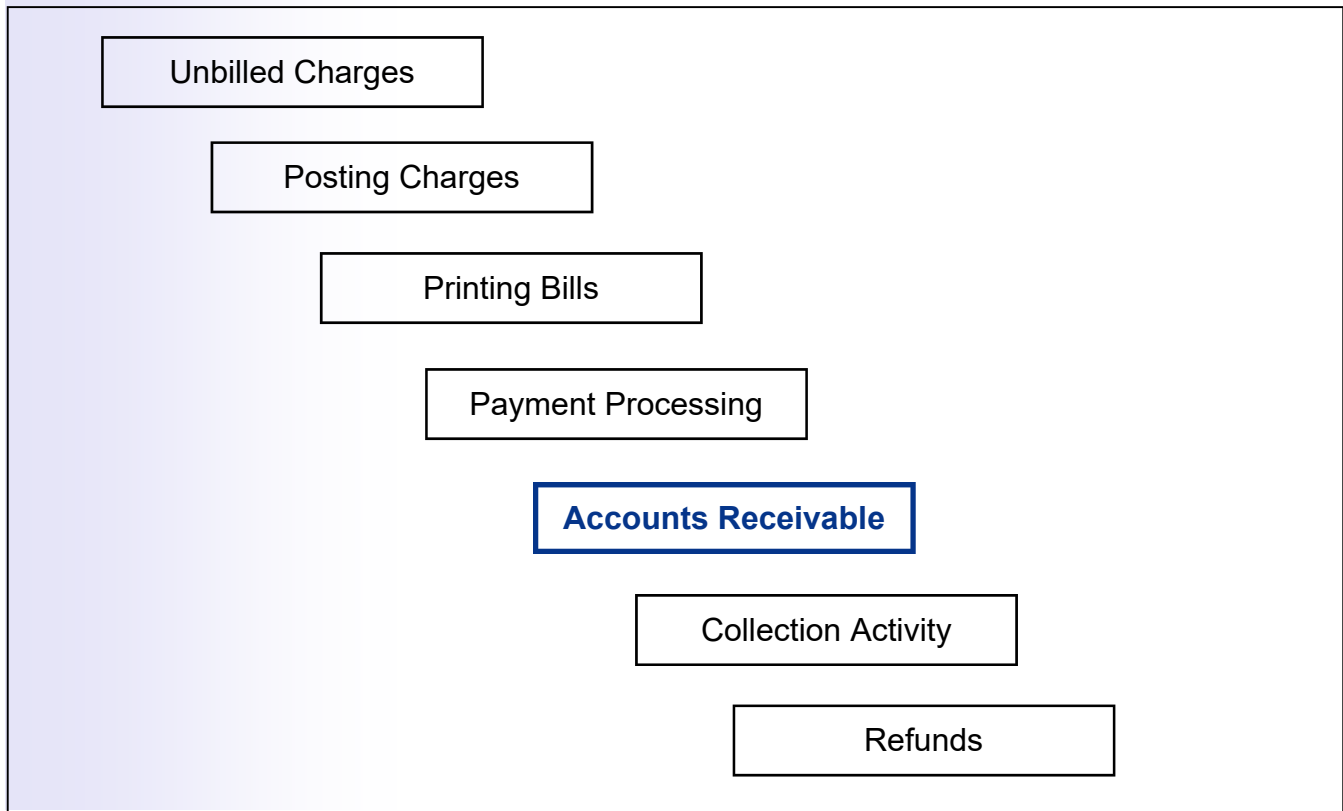 Unbilled Charges
Posting Charges
Printing Bills
Payment Processing
Accounts Receivable
Collection Activity
Refunds